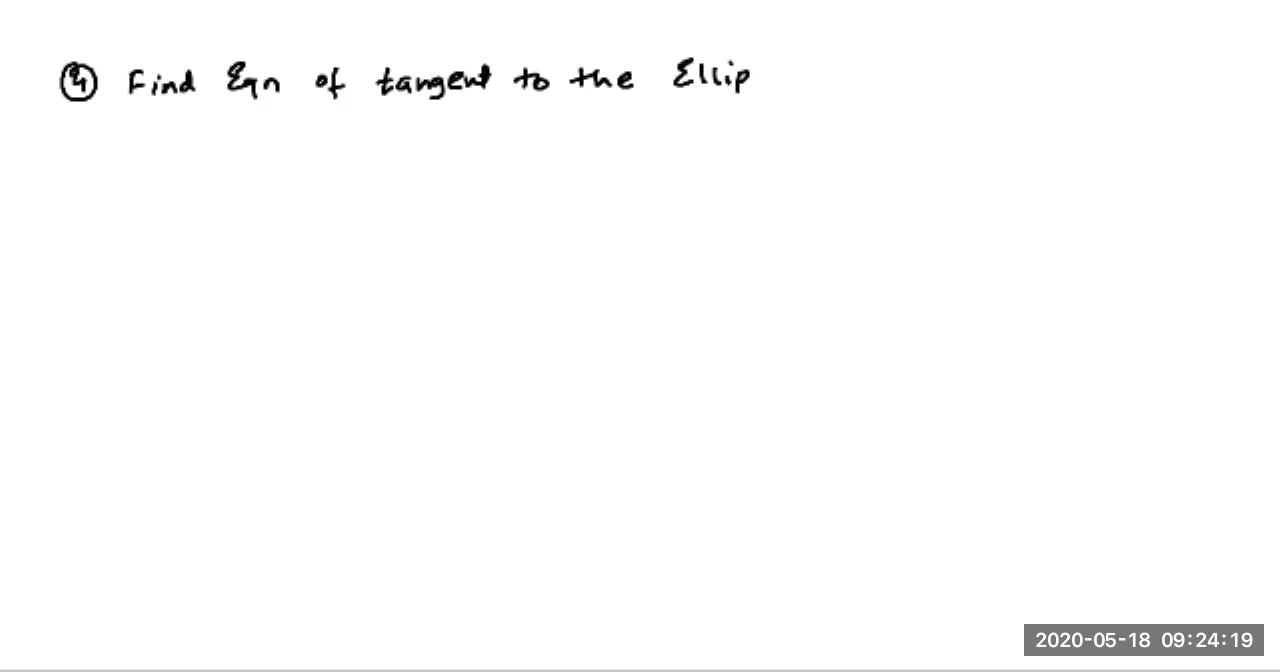 ④ Find Eqn of tangent to the Ellip
2020-05-18 09:24:19